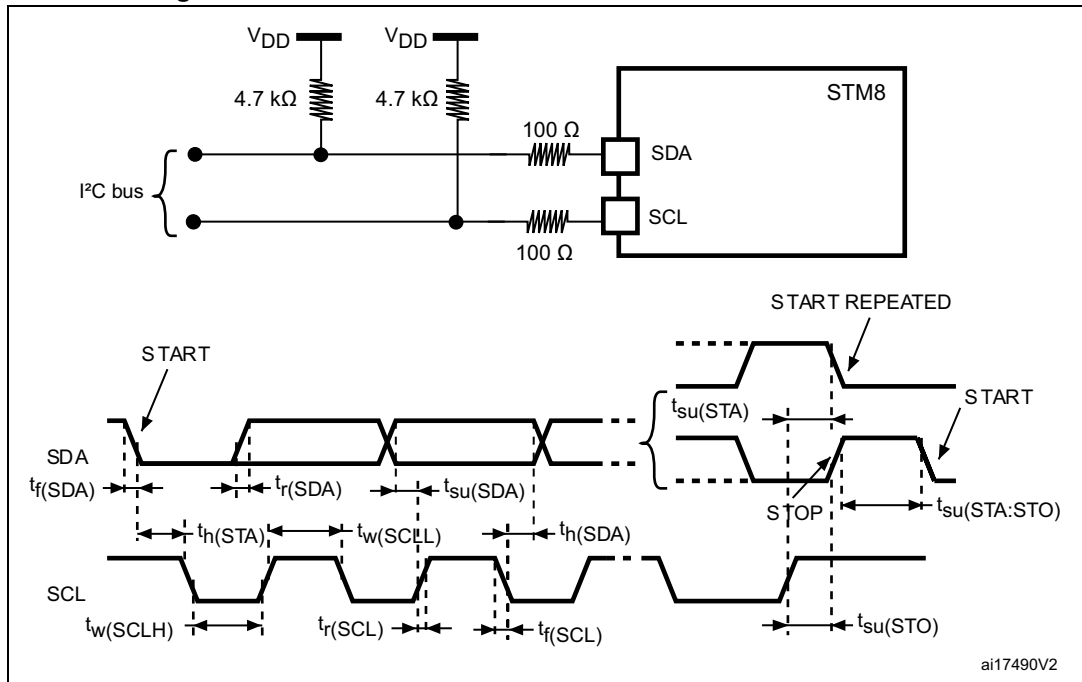 VDD VDD
4.7 kΩ 4.7 kΩ
STM8
100 Ω
SDA
I²C bus
SCL
100 Ω
START REPEATED
START
tsu(STA)
START
SDA
tf(SDA) tr(SDA) tsu(SDA)
STOP
tsu(STA:STO)
th(STA) tw(SCLL) th(SDA)
SCL
tw(SCLH) tr(SCL) tf(SCL) tsu(STO)
ai17490V2